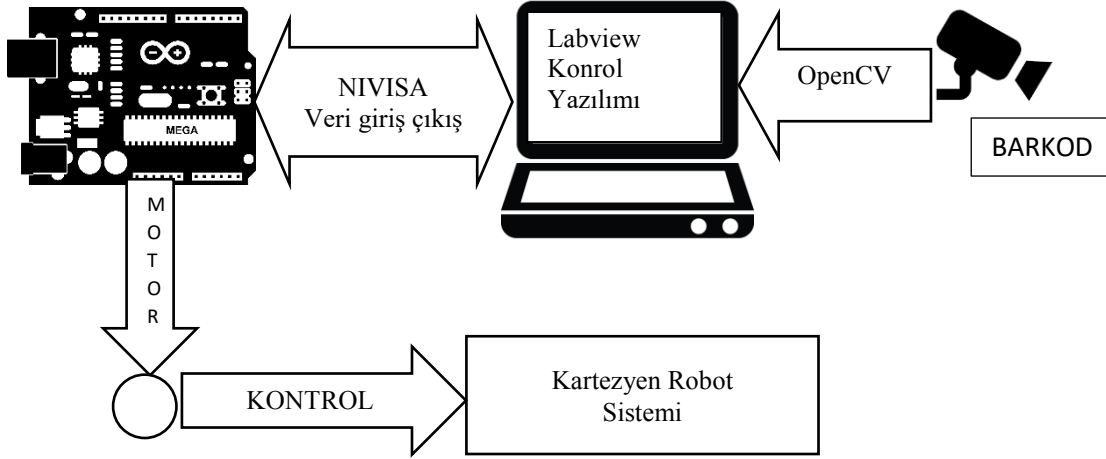 MEGA
NIVISA
Veri giriş çıkış
Labview
Konrol
Yazılımı
OpenCV
BARKOD
M
O
T
O
R
KONTROL
Kartezyen Robot
Sistemi